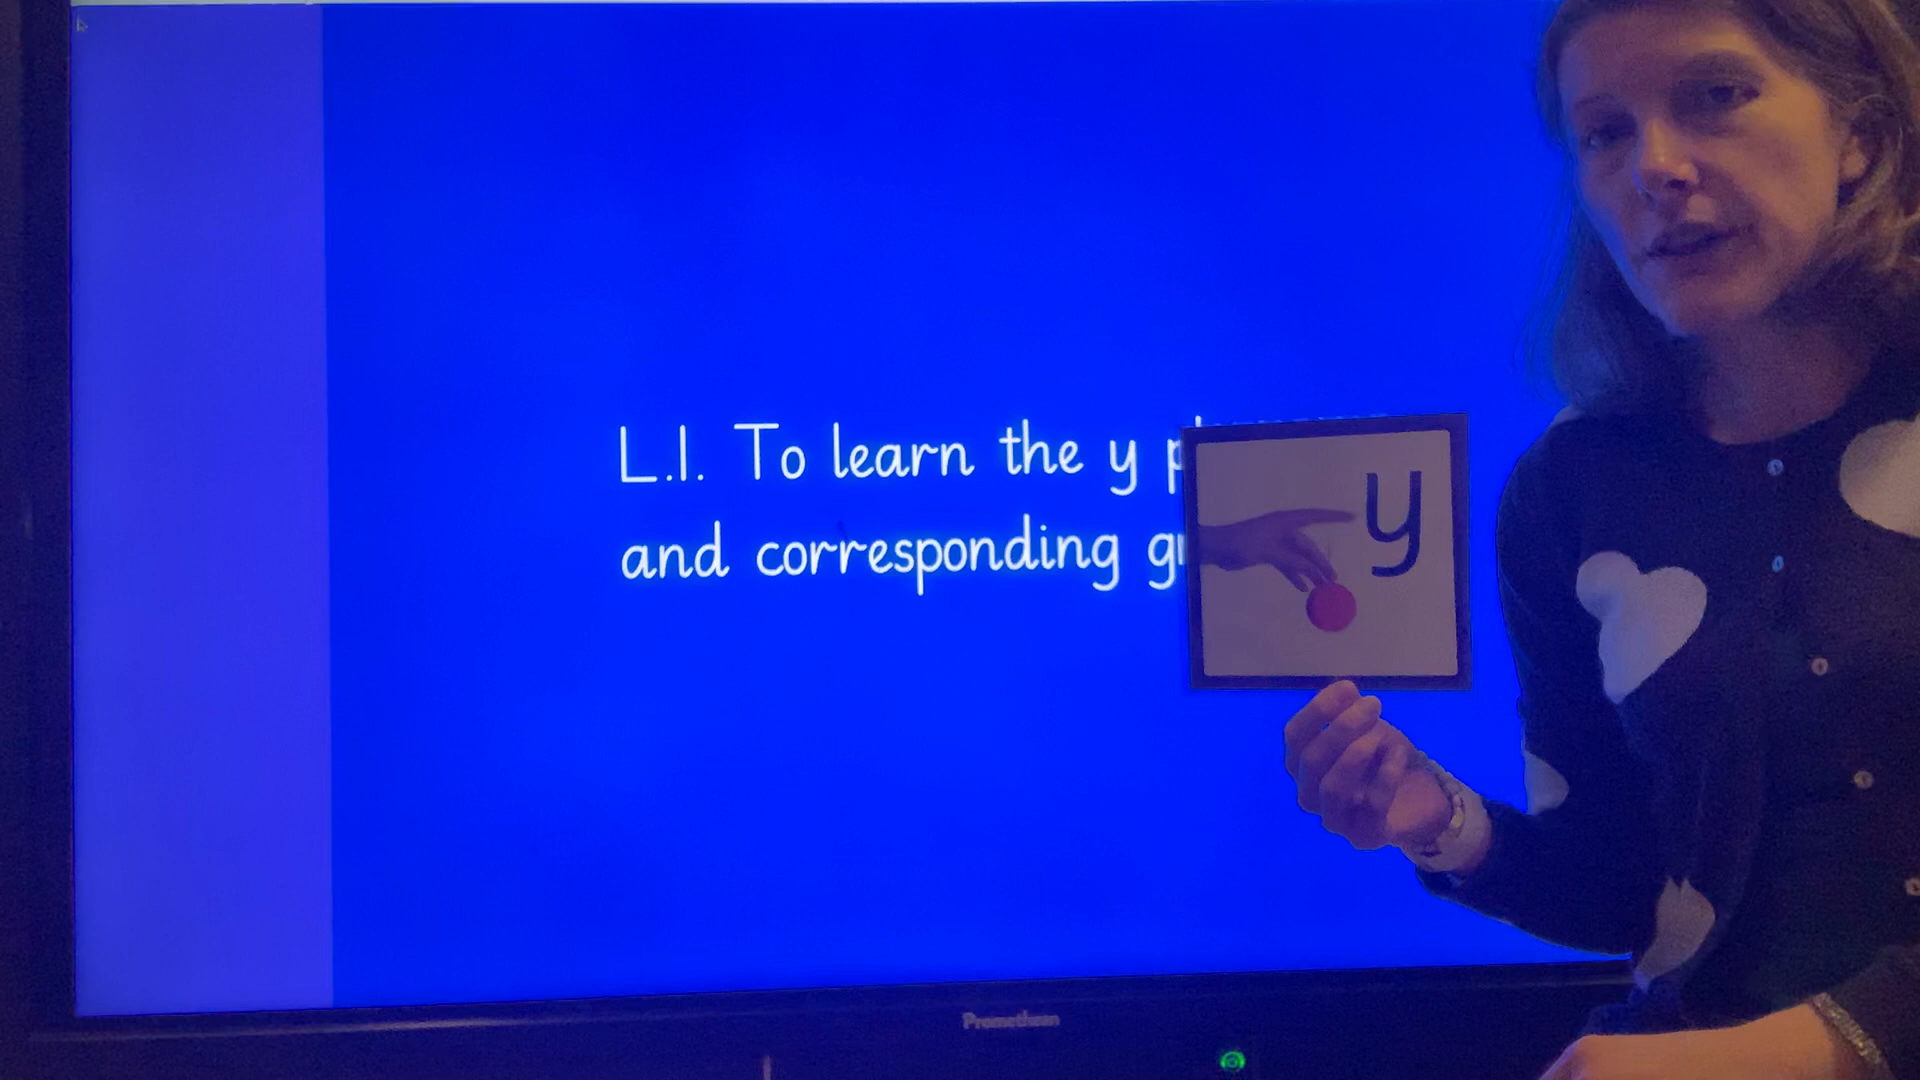 L.I. To learn the y
and corresponding
y
Promethean